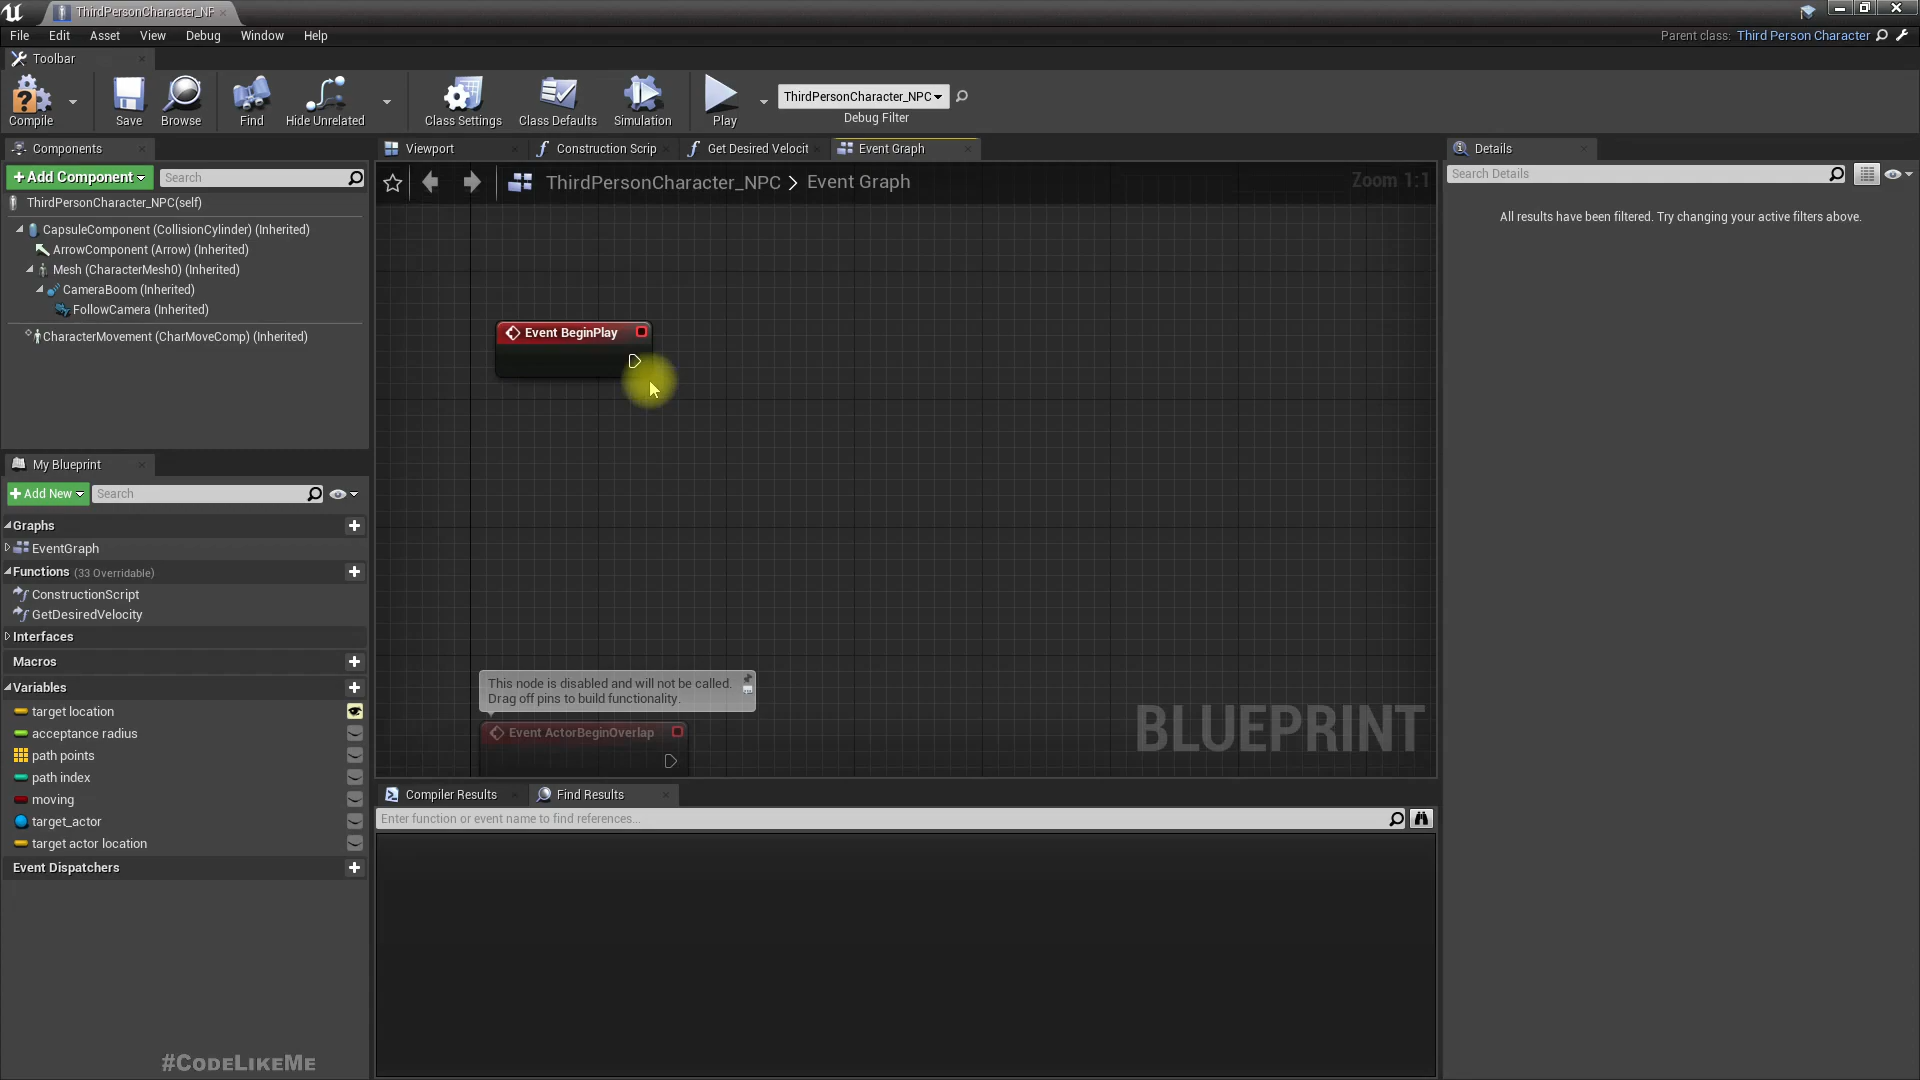 ThirdPersonCharacter_NF
File Edit Asset View Debug Window Help
Parent class: Third Person Character
Toolbar
Compile Save Browse Find Hide Unrelated Class Settings Class Defaults Simulation Play
ThirdPersonCharacter_NPC
Debug Filter
Components
Viewport Construction Scrip Get Desired Velocit Event Graph
Details
+Add Component
Search
ThirdPersonCharacter_NPC > Event Graph
Zoom 1:1
Search Details
ThirdPersonCharacter_NPC(self)
All results have been filtered. Try changing your active filters above.
CapsuleComponent (CollisionCylinder) (Inherited)
ArrowComponent (Arrow) (Inherited)
Mesh (CharacterMesh0) (Inherited)
CameraBoom (Inherited)
FollowCamera (Inherited)
CharacterMovement (CharMoveComp) (Inherited)
Event BeginPlay
My Blueprint
+Add New
Search
Graphs
EventGraph
Functions (33 Overridable)
ConstructionScript
GetDesiredVelocity
Interfaces
Macros
Variables
target location
acceptance radius
path points
path index
moving
target_actor
target actor location
Event Dispatchers
This node is disabled and will not be called.
Drag off pins to build functionality.
Event ActorBeginOverlap
BLUEPRINT
Compiler Results Find Results
Enter function or event name to find references...
#CodeLikeMe